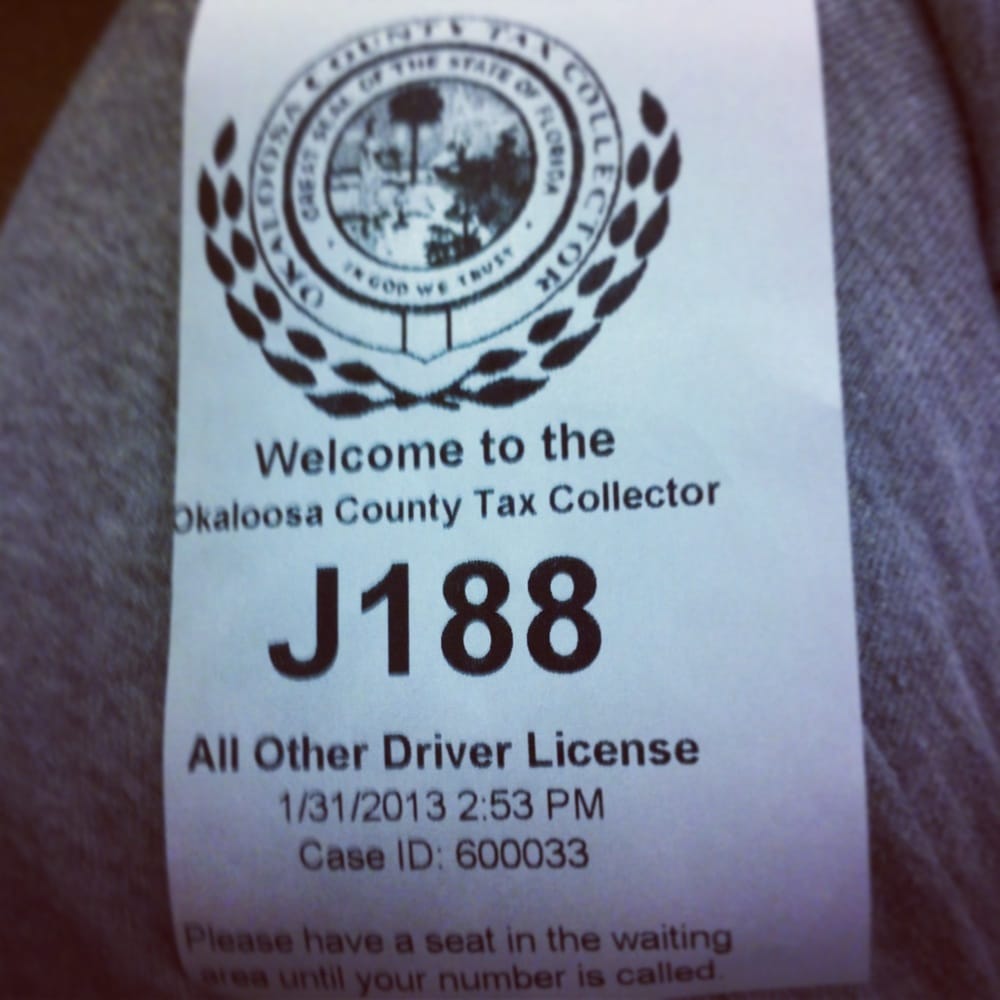 OKALOOSA COUNTY TAX COLLECTOR
GREAT SEAL OF THE STATE OF FLORIDA
IN GOD WE TRUST
Welcome to the
Okaloosa County Tax Collector
J188
All Other Driver License
1/31/2013 2:53 PM
Case ID: 600033
Please have a seat in the waiting
area until your number is called.